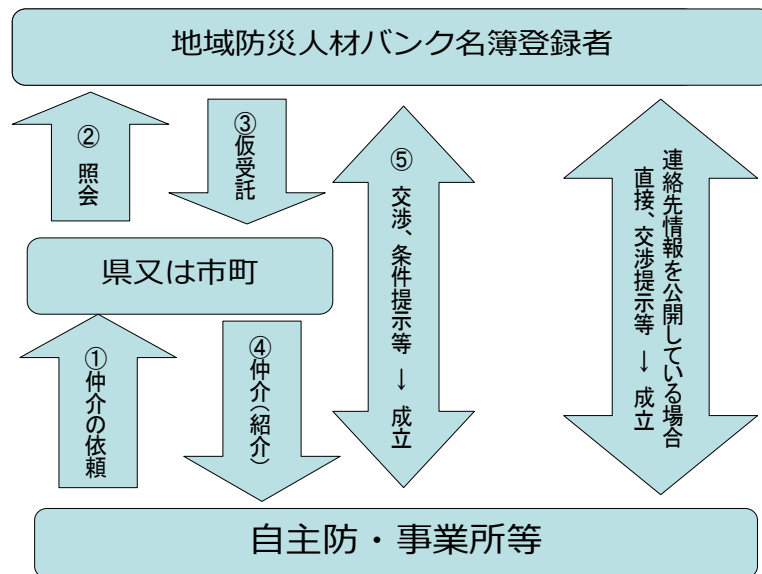 地域防災人材バンク名簿登録者
② 照会
③仮受託
⑤ 交渉、条件提示等 → 成立
連絡先情報を公開している場合
直接、交渉提示等 → 成立
県又は市町
①仲介の依頼
④仲介(紹介)
自主防・事業所等